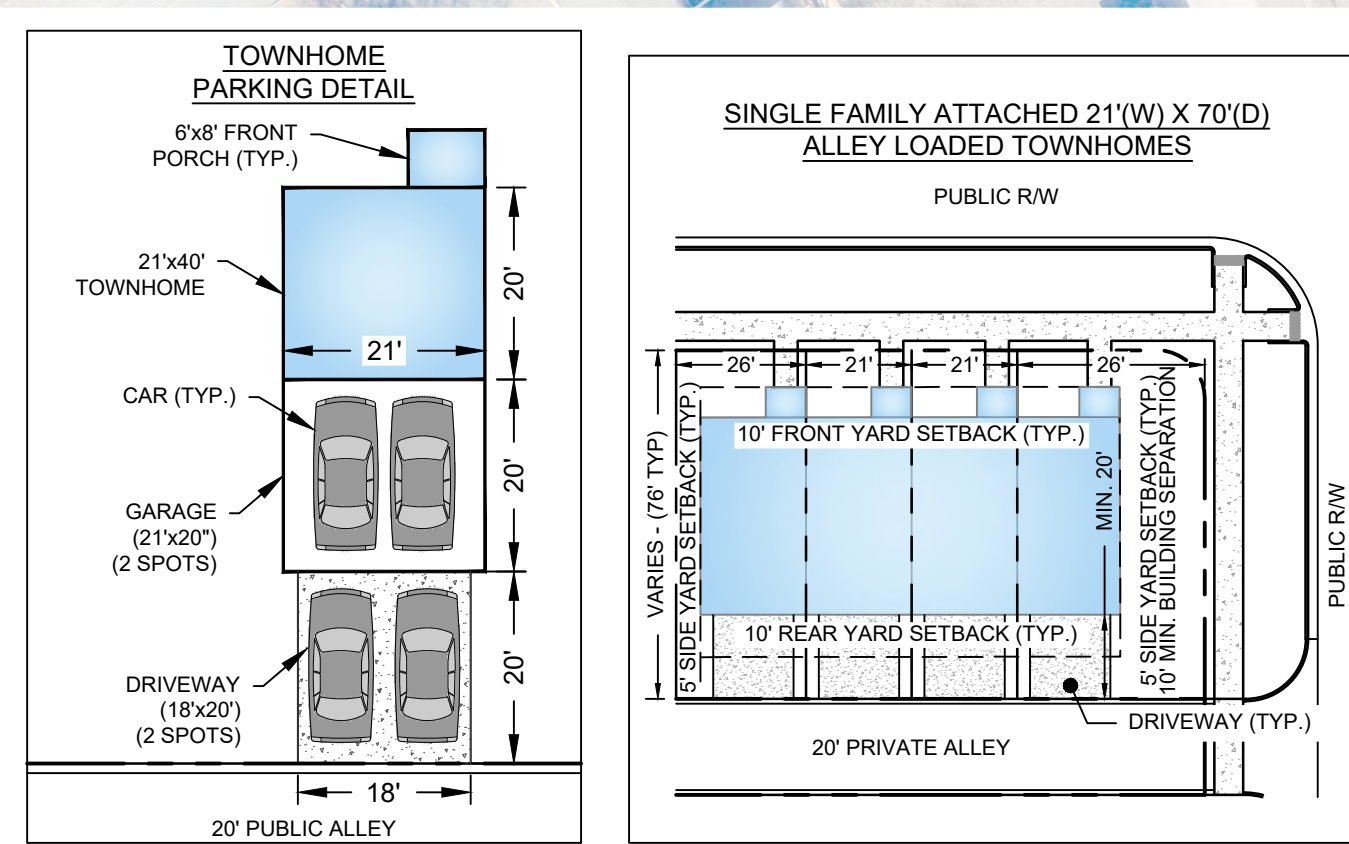 TOWNHOME
PARKING DETAIL
6'x8' FRONT
PORCH (TYP.)
21'x40'
TOWNHOME
20'
21'
CAR (TYP.)
20'
GARAGE
(21'x20")
(2 SPOTS)
20'
DRIVEWAY
(18'x20')
(2 SPOTS)
18'
20' PUBLIC ALLEY
SINGLE FAMILY ATTACHED 21'(W) X 70'(D)
ALLEY LOADED TOWNHOMES
PUBLIC R/W
26'
21'
21'
26'
10' FRONT YARD SETBACK (TYP.)
VARIES - (76' TYP)
5' SIDE YARD SETBACK (TYP.)
MIN. 20'
5' SIDE YARD SETBACK (TYP.)
10' MIN. BUILDING SEPARATION
PUBLIC R/W
10' REAR YARD SETBACK (TYP.)
DRIVEWAY (TYP.)
20' PRIVATE ALLEY